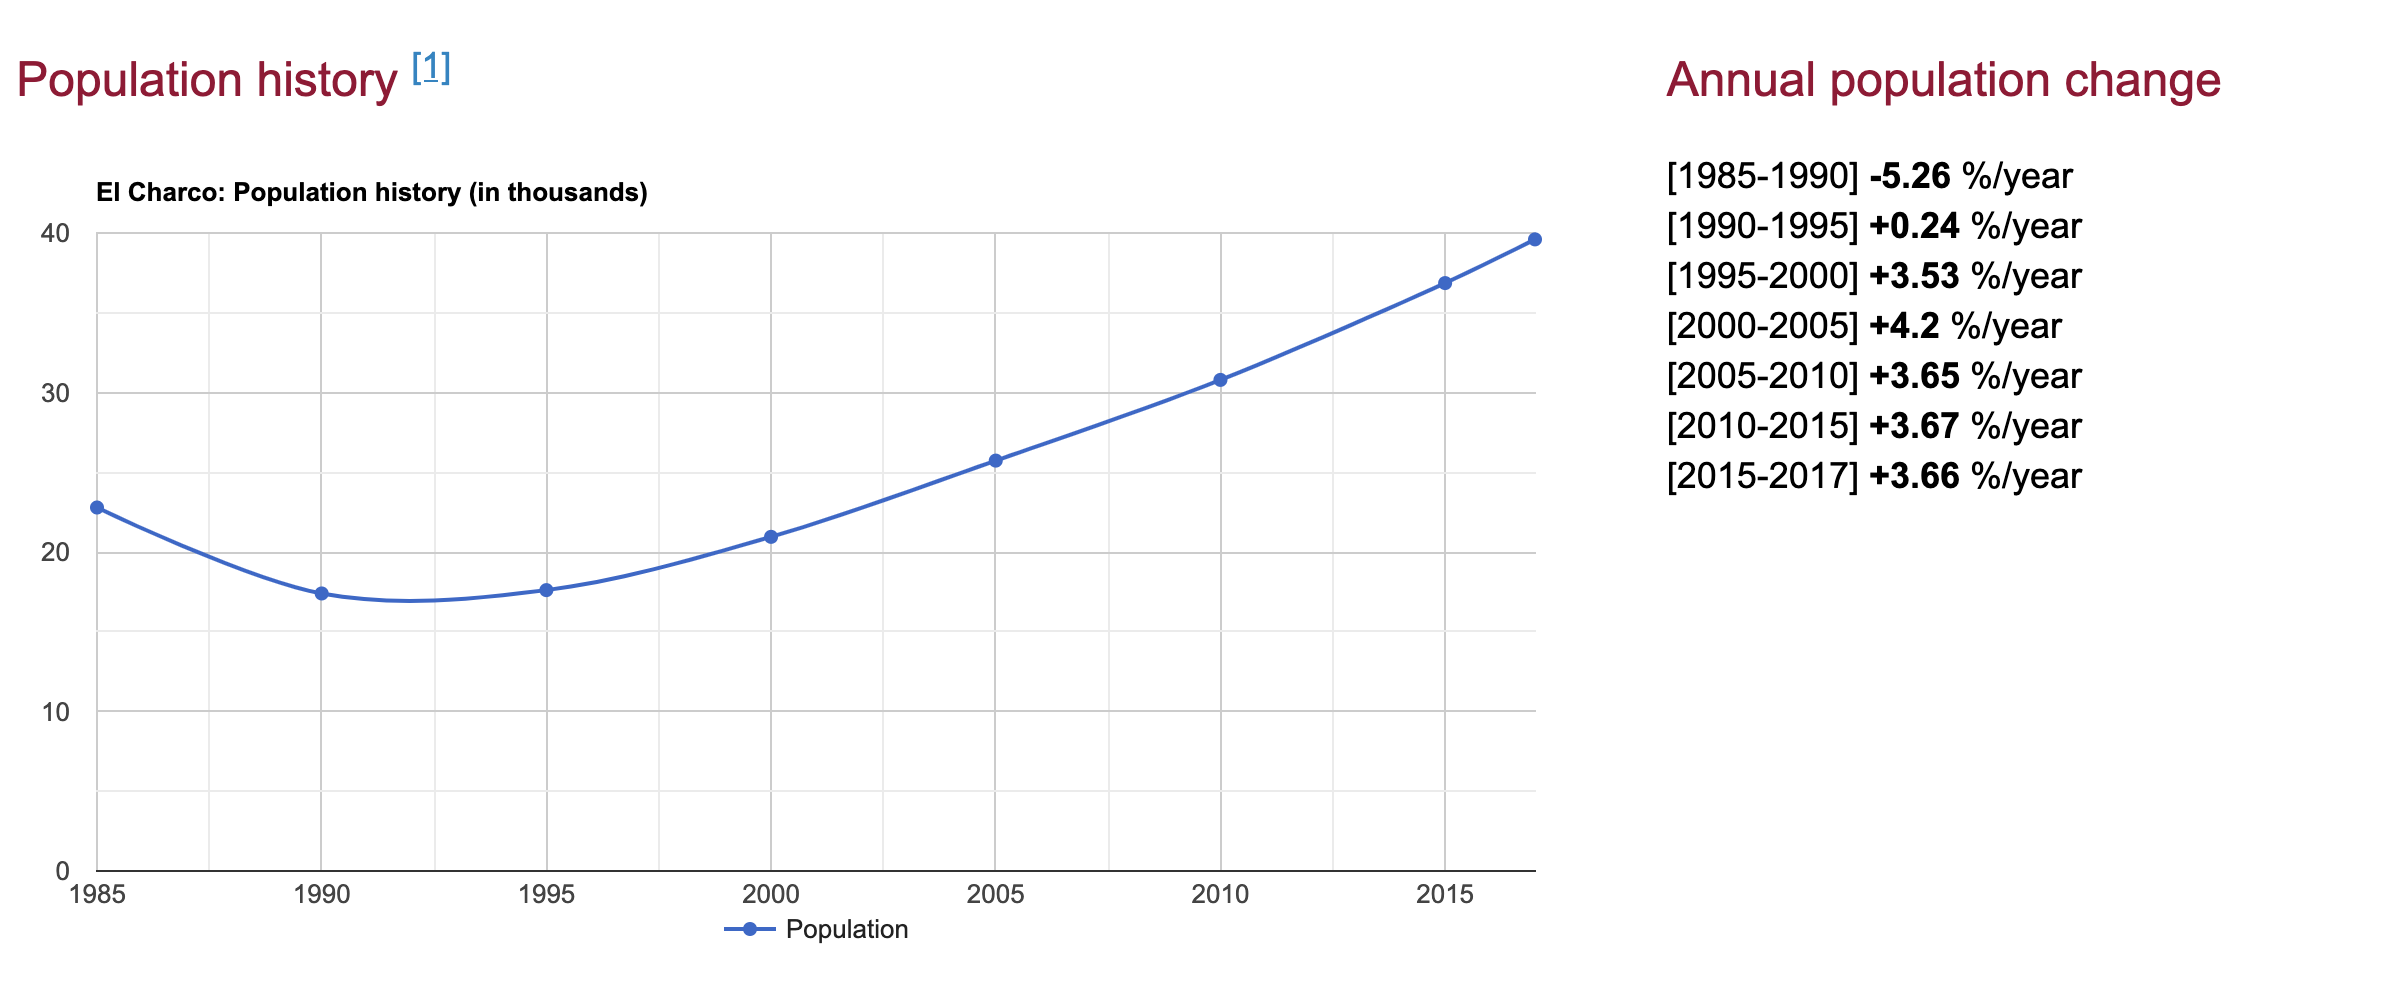 Population history [1]
El Charco: Population history (in thousands)
40
30
20
10
0
1985 1990 1995 2000 2005 2010 2015
Population
Annual population change
[1985-1990] -5.26 %/year
[1990-1995] +0.24 %/year
[1995-2000] +3.53 %/year
[2000-2005] +4.2 %/year
[2005-2010] +3.65 %/year
[2010-2015] +3.67 %/year
[2015-2017] +3.66 %/year